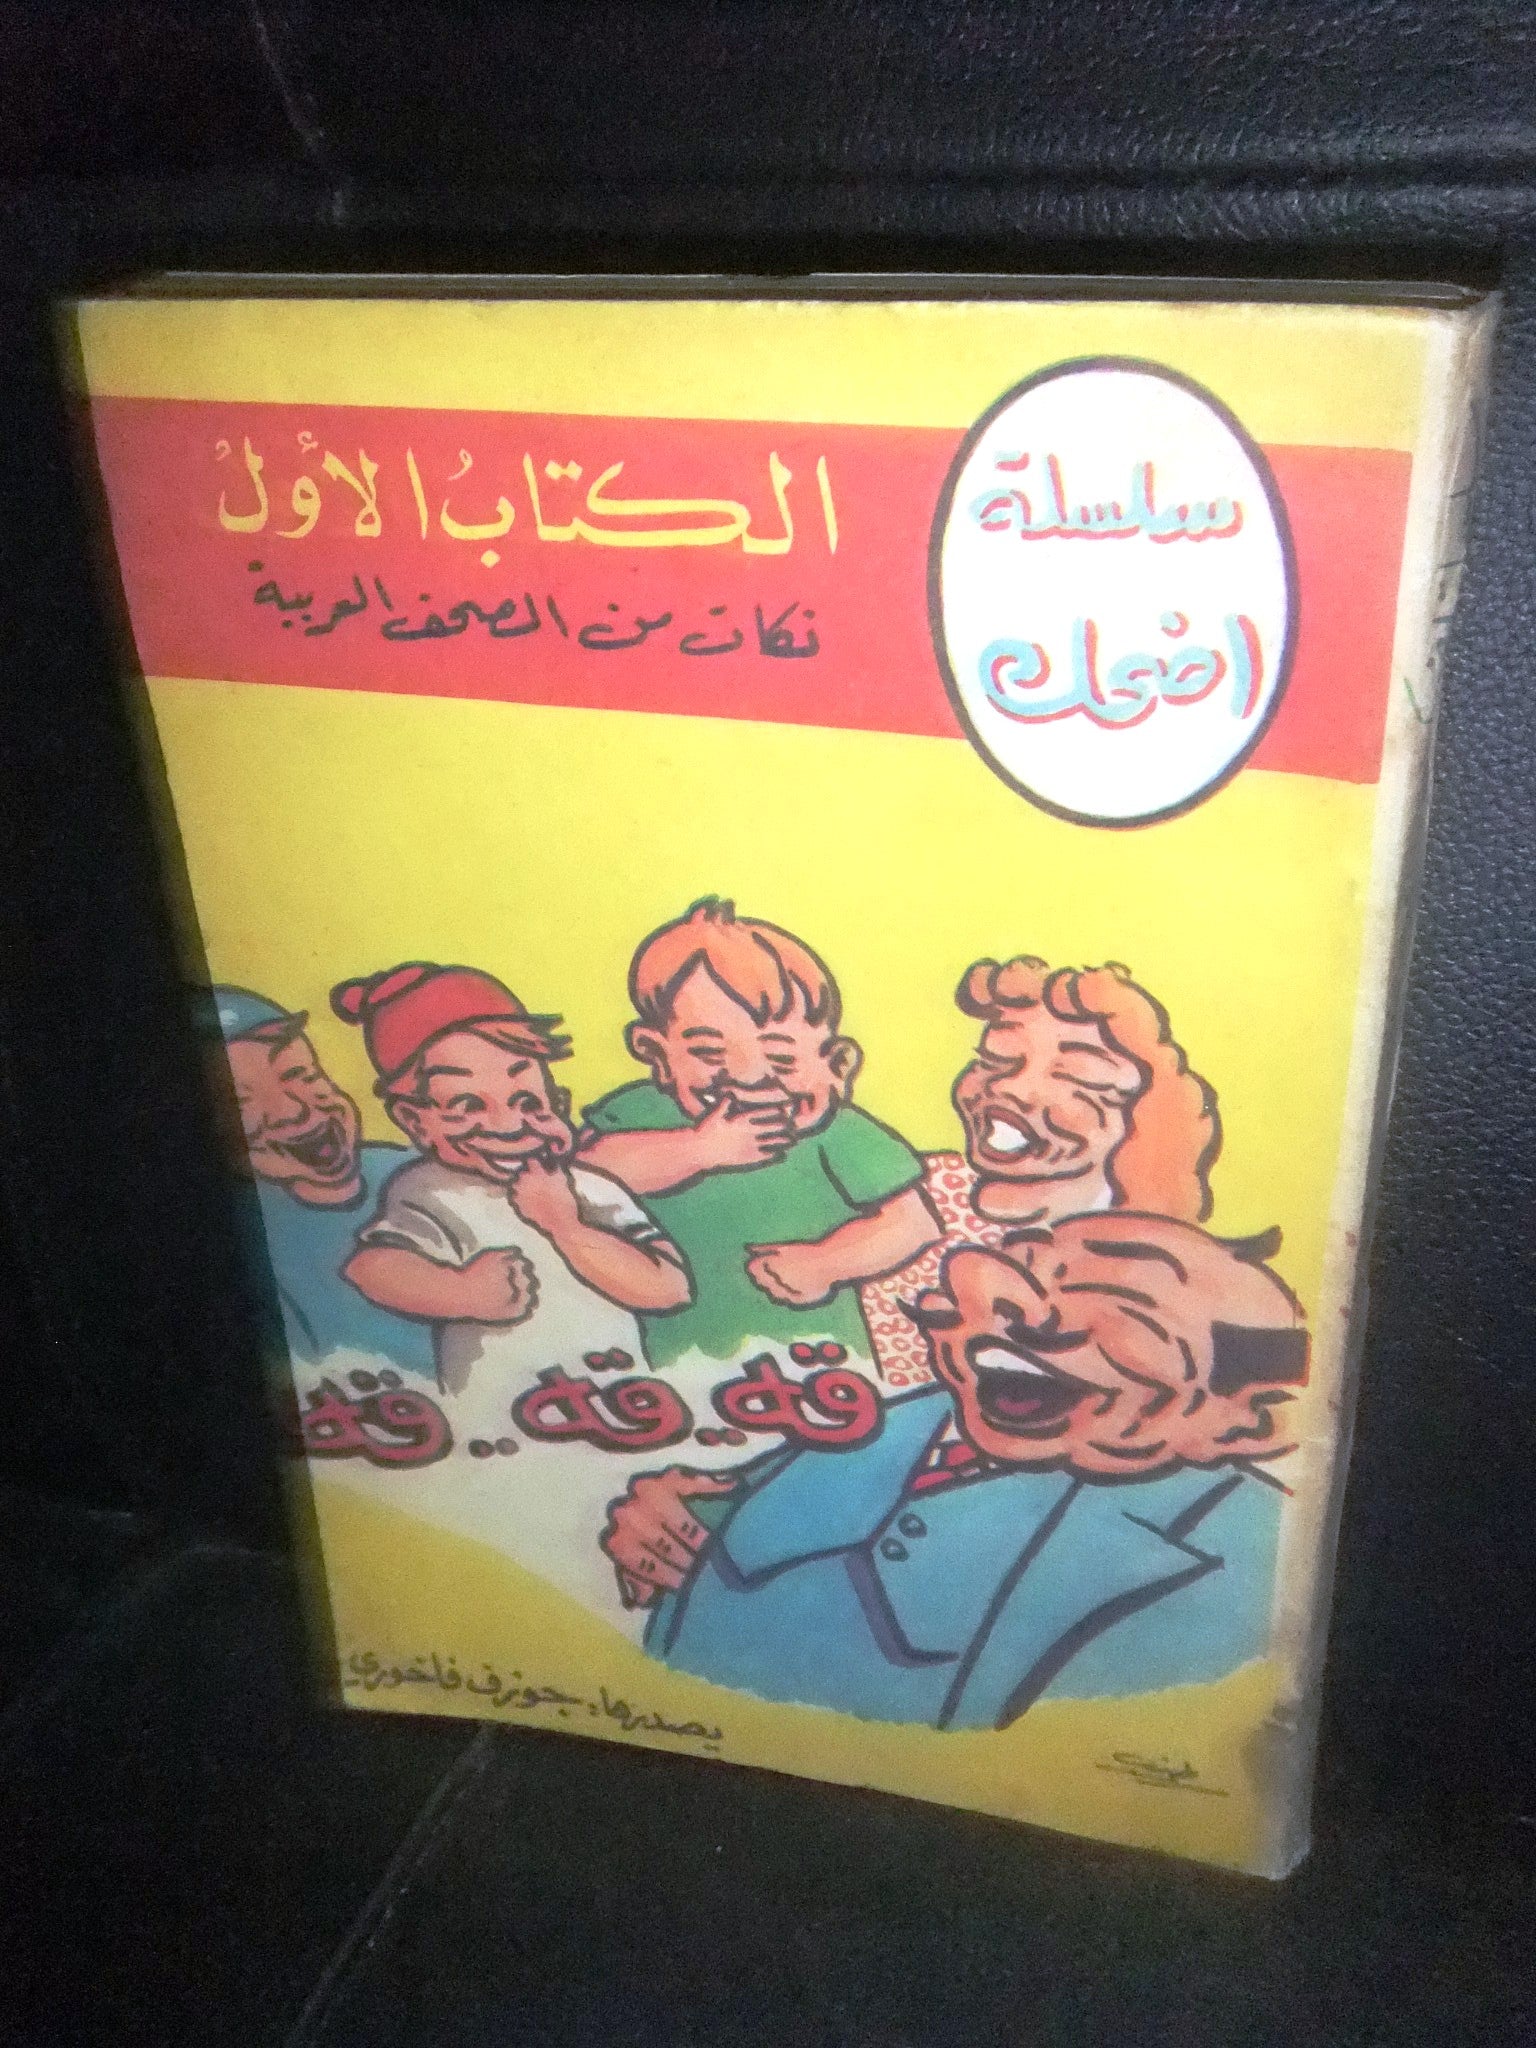 سلسلة
اضحك
الكتابُ الأولُ
نكات من الصحف العربية
قه - قه .. قه
يصدرها: جوزف فاخوري